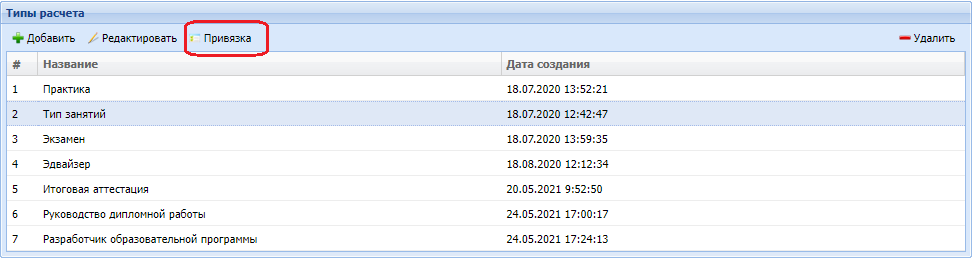 Типы расчета
Добавить Редактировать Привязка Удалить
# Название Дата создания
1 Практика 18.07.2020 13:52:21
2 Тип занятий 18.07.2020 12:42:47
3 Экзамен 18.07.2020 13:59:35
4 Эдвайзер 18.08.2020 12:12:34
5 Итоговая аттестация 20.05.2021 9:52:50
6 Руководство дипломной работы 24.05.2021 17:00:17
7 Разработчик образовательной программы 24.05.2021 17:24:13